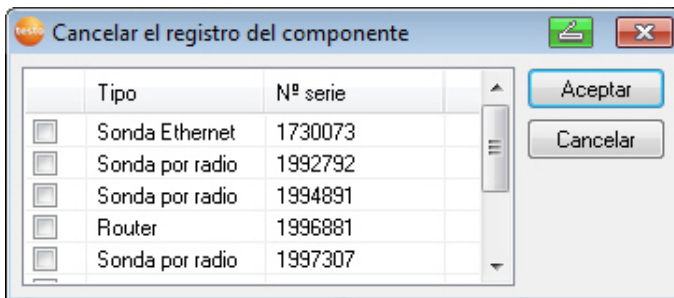 testo Cancelar el registro del componente
Tipo Nº serie
Aceptar
Sonda Ethernet 1730073
Cancelar
Sonda por radio 1992792
Sonda por radio 1994891
Router 1996881
Sonda por radio 1997307